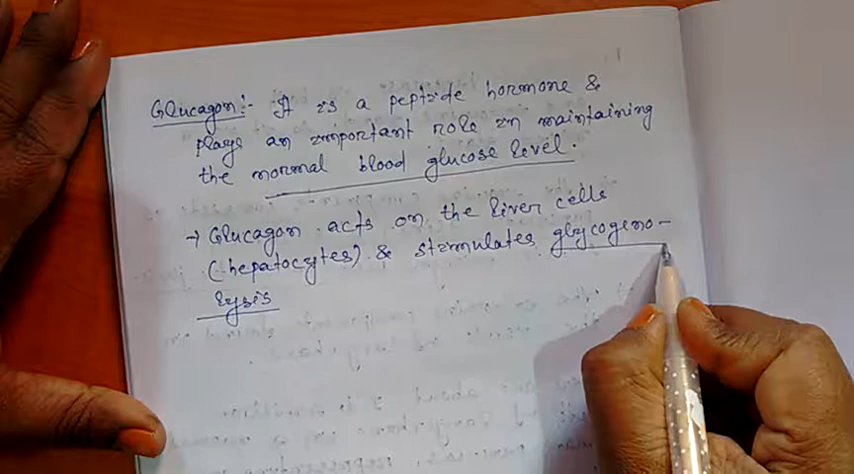 Glucagon:- It is a peptide hormone &
plays an important role in maintaining
the normal blood glucose level.
→ Glucagon acts on the liver cells
(hepatocytes) & stimulates glycogeno-
lysis